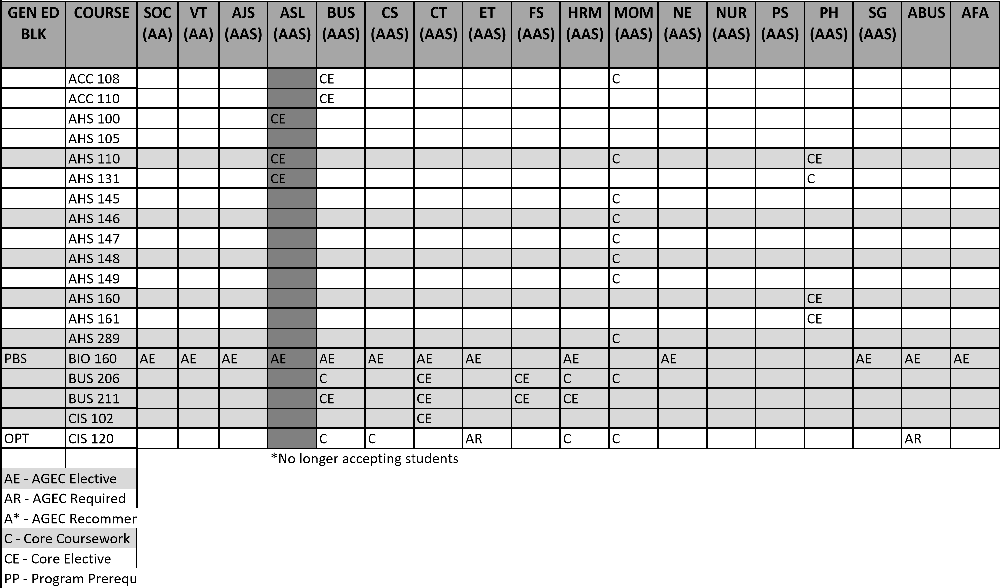 GEN ED BLK COURSE SOC (AA) VT (AA) AJS (AAS) ASL (AAS) BUS (AAS) CS (AAS) CT (AAS) ET (AAS) FS (AAS) HRM (AAS) MOM (AAS) NE (AAS) NUR (AAS) PS (AAS) PH (AAS) SG (AAS) ABUS AFA
ACC 108 CE C
ACC 110 CE
AHS 100 CE
AHS 105
AHS 110 CE C CE
AHS 131 CE C
AHS 145 C
AHS 146 C
AHS 147 C
AHS 148 C
AHS 149 C
AHS 160 CE
AHS 161 CE
AHS 289 C
PBS BIO 160 AE AE AE AE AE AE AE AE AE AE AE AE AE
BUS 206 C CE CE C C
BUS 211 CE CE CE CE
CIS 102 CE
OPT CIS 120 C C AR C C AR
*No longer accepting students
AE - AGEC Elective
AR - AGEC Required
A* - AGEC Recommen
C - Core Coursework
CE - Core Elective
PP - Program Prerequ